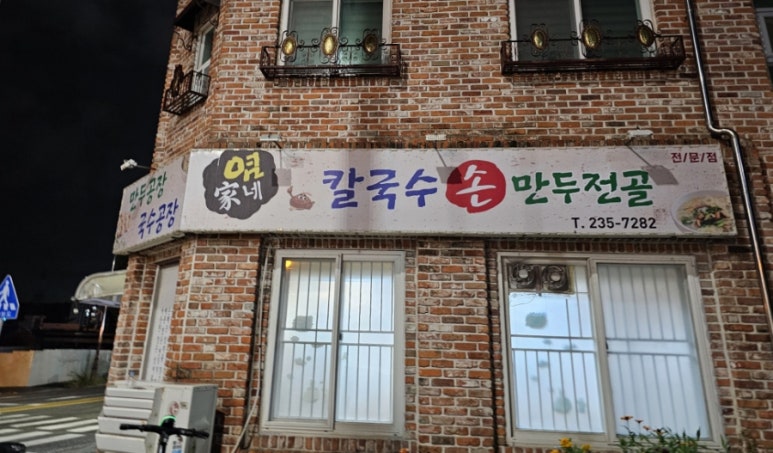 만두공장
국수공장
염
家네
칼국수 손 만두전골
전/문/점
T. 235-7282